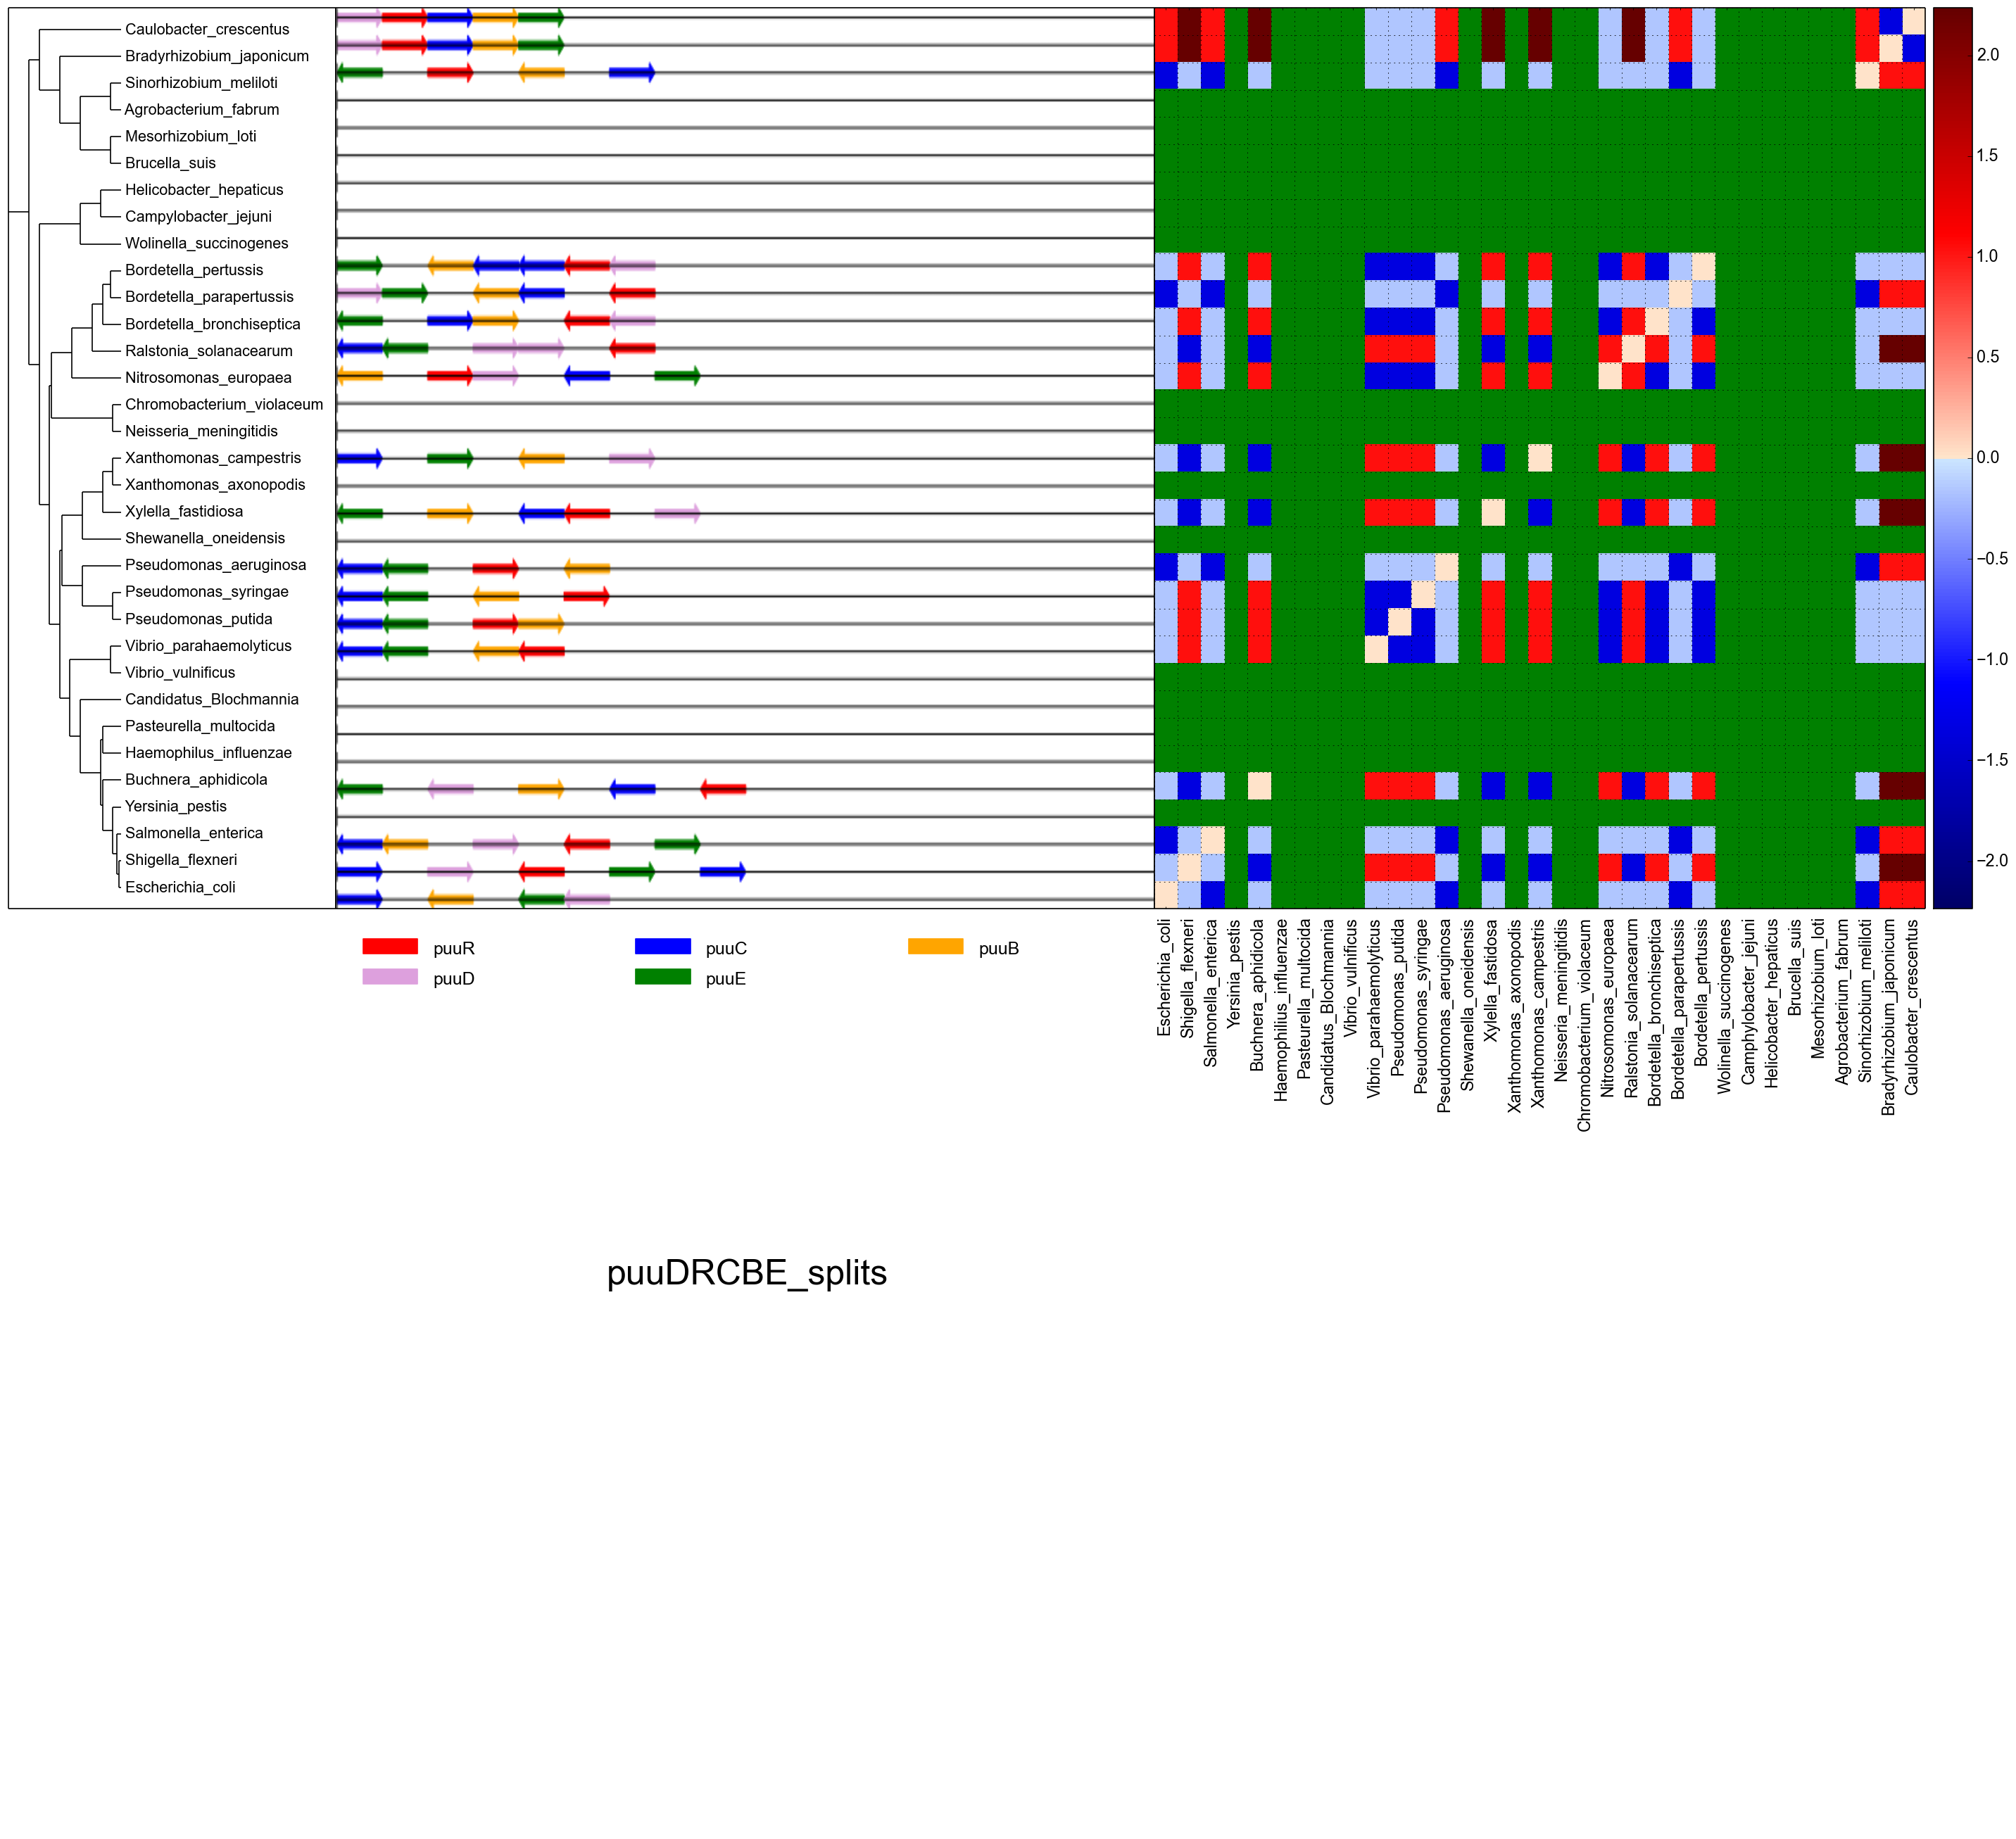 Caulobacter_crescentus
Bradyrhizobium_japonicum
Sinorhizobium_meliloti
Agrobacterium_fabrum
Mesorhizobium_loti
Brucella_suis
Helicobacter_hepaticus
Campylobacter_jejuni
Wolinella_succinogenes
Bordetella_pertussis
Bordetella_parapertussis
Bordetella_bronchiseptica
Ralstonia_solanacearum
Nitrosomonas_europaea
Chromobacterium_violaceum
Neisseria_meningitidis
Xanthomonas_campestris
Xanthomonas_axonopodis
Xylella_fastidiosa
Shewanella_oneidensis
Pseudomonas_aeruginosa
Pseudomonas_syringae
Pseudomonas_putida
Vibrio_parahaemolyticus
Vibrio_vulnificus
Candidatus_Blochmannia
Pasteurella_multocida
Haemophilus_influenzae
Buchnera_aphidicola
Yersinia_pestis
Salmonella_enterica
Shigella_flexneri
Escherichia_coli
2.0
1.5
1.0
0.5
0.0
−0.5
−1.0
−1.5
−2.0
puuR
puuC
puuB
puuD
puuE
Escherichia_coli
Shigella_flexneri
Salmonella_enterica
Yersinia_pestis
Buchnera_aphidicola
Haemophilius_influenzae
Pasteurella_multocida
Candidatus_Blochmannia
Vibrio_vulnificus
Vibrio_parahaemolyticus
Pseudomonas_putida
Pseudomonas_syringae
Pseudomonas_aeruginosa
Shewanella_oneidensis
Xylella_fastidosa
Xanthomonas_axonopodis
Xanthomonas_campestris
Neisseria_meningitidis
Chromobacterium_violaceum
Nitrosomonas_europaea
Ralstonia_solanacearum
Bordetella_bronchiseptica
Bordetella_parapertussis
Bordetella_pertussis
Wolinella_succinogenes
Camphylobacter_jejuni
Helicobacter_hepaticus
Brucella_suis
Mesorhizobium_loti
Agrobacterium_fabrum
Sinorhizobium_meliloti
Bradyrhizobium_japonicum
Caulobacter_crescentus
puuDRCBE_splits